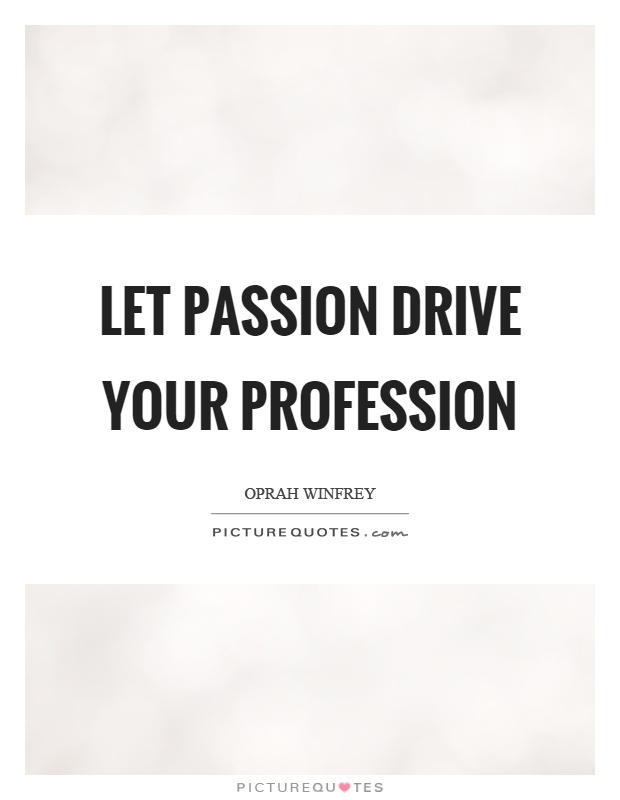 LET PASSION DRIVE
YOUR PROFESSION
OPRAH WINFREY
PICTUREQUOTES.com
PICTUREQUOTES